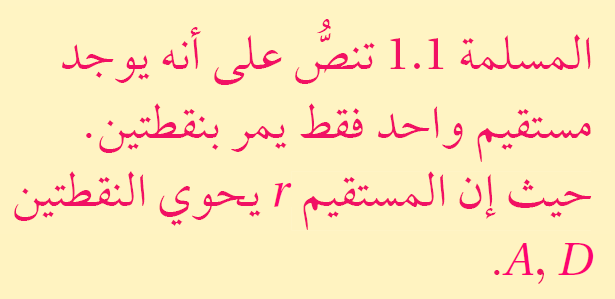 المسلمة 1.1 تنصُّ على أنه يوجد
مستقيم واحد فقط يمر بنقطتين.
حيث إن المستقيم r يحوي النقطتين
A, D.